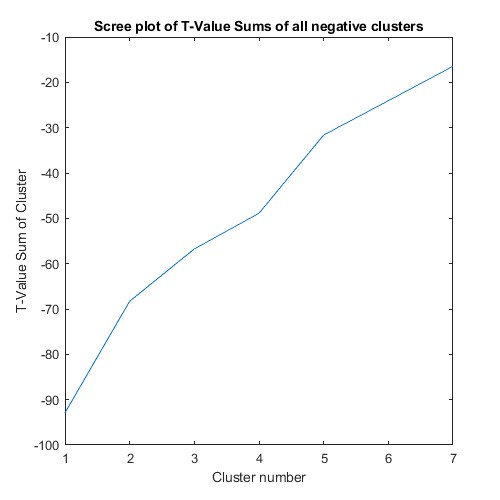 Scree plot of T-Value Sums of all negative clusters
-10
-20
-30
-40
-50
-60
-70
-80
-90
-100
T-Value Sum of Cluster
1 2 3 4 5 6 7
Cluster number